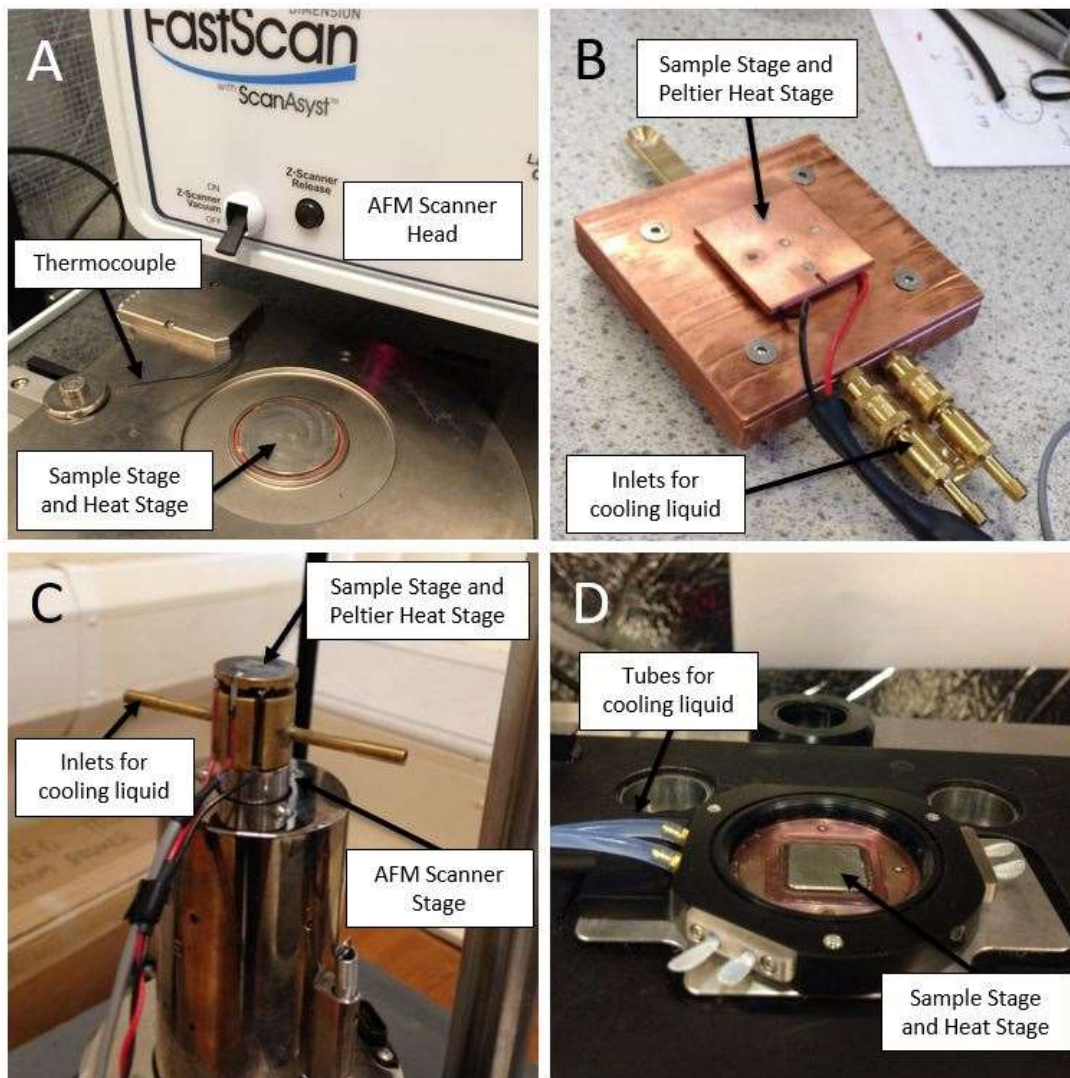 A
DIMENSION
FastScan
with ScanAsyst™
ON
Z-Scanner
Vacuum
OFF
Z-Scanner
Release
AFM Scanner
Head
Thermocouple
Sample Stage
and Heat Stage
B
Sample Stage and
Peltier Heat Stage
Inlets for
cooling liquid
C
Sample Stage and
Peltier Heat Stage
Inlets for
cooling liquid
AFM Scanner
Stage
D
Tubes for
cooling liquid
Sample Stage
and Heat Stage